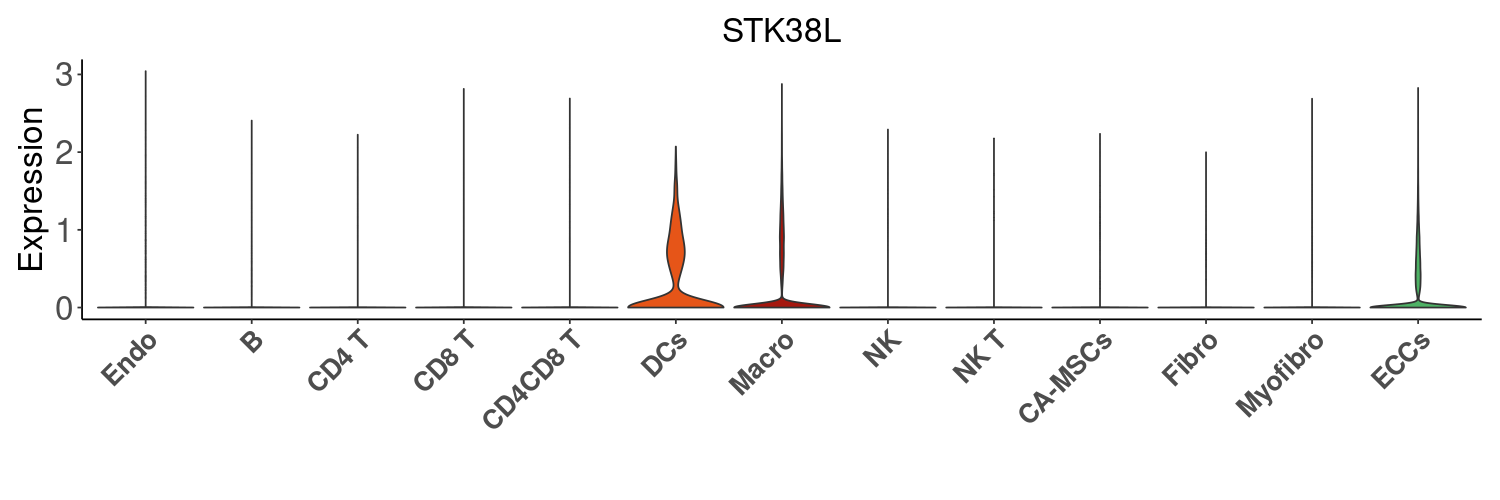 STK38L
Expression
3
2
1
0
Endo
B
CD4 T
CD8 T
CD4CD8 T
DCs
Macro
NK
NK T
CA-MSCs
Fibro
Myofibro
ECCs